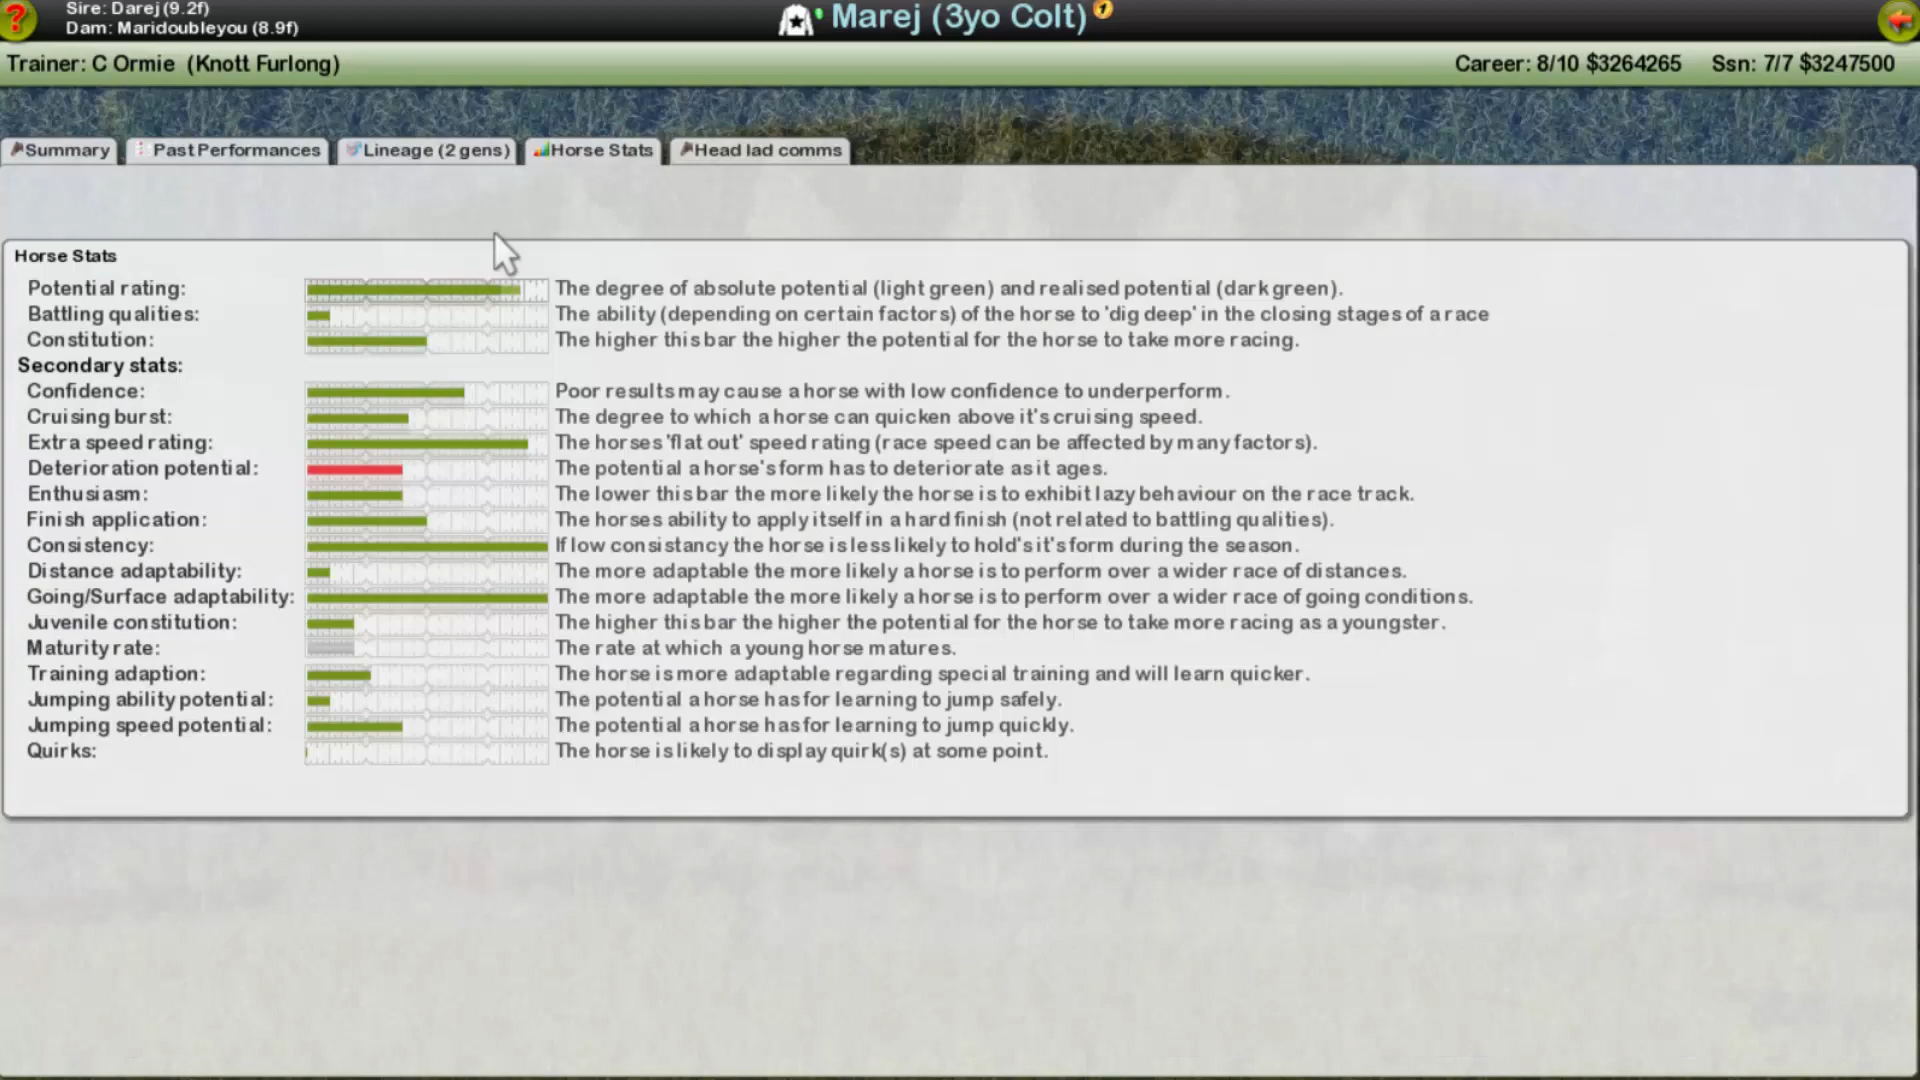 Sire: Darej (9.2f)
Dam: Maridoubleyou (8.9f)
Marej (3yo Colt)
1
Trainer: C Ormie (Knott Furlong)
Career: 8/10 $3264265 Ssn: 7/7 $3247500
Summary
Past Performances
Lineage (2 gens)
Horse Stats
Head lad comms
Horse Stats
Potential rating: The degree of absolute potential (light green) and realised potential (dark green).
Battling qualities: The ability (depending on certain factors) of the horse to 'dig deep' in the closing stages of a race
Constitution: The higher this bar the higher the potential for the horse to take more racing.
Secondary stats:
Confidence: Poor results may cause a horse with low confidence to underperform.
Cruising burst: The degree to which a horse can quicken above it's cruising speed.
Extra speed rating: The horses 'flat out' speed rating (race speed can be affected by many factors).
Deterioration potential: The potential a horse's form has to deteriorate as it ages.
Enthusiasm: The lower this bar the more likely the horse is to exhibit lazy behaviour on the race track.
Finish application: The horses ability to apply itself in a hard finish (not related to battling qualities).
Consistency: If low consistancy the horse is less likely to hold's it's form during the season.
Distance adaptability: The more adaptable the more likely a horse is to perform over a wider race of distances.
Going/Surface adaptability: The more adaptable the more likely a horse is to perform over a wider race of going conditions.
Juvenile constitution: The higher this bar the higher the potential for the horse to take more racing as a youngster.
Maturity rate: The rate at which a young horse matures.
Training adaption: The horse is more adaptable regarding special training and will learn quicker.
Jumping ability potential: The potential a horse has for learning to jump safely.
Jumping speed potential: The potential a horse has for learning to jump quickly.
Quirks: The horse is likely to display quirk(s) at some point.